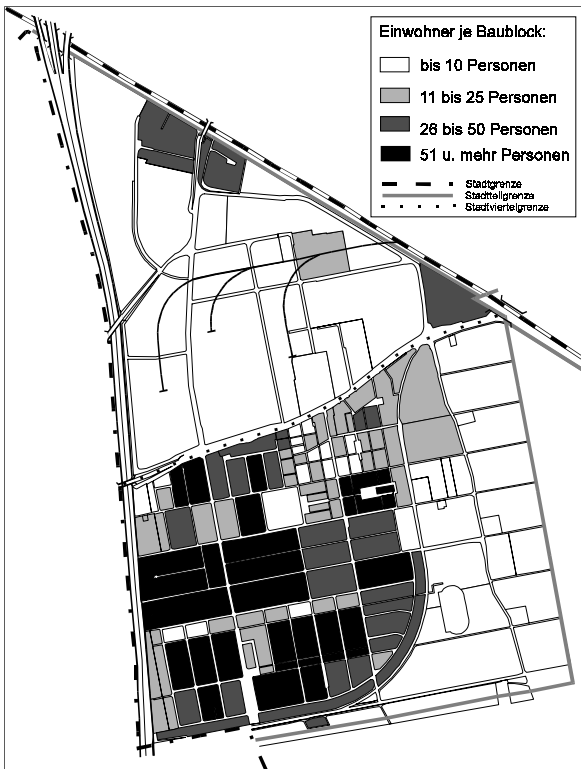 Einwohner je Baublock:
bis 10 Personen
11 bis 25 Personen
26 bis 50 Personen
51 u. mehr Personen
Stadtgrenze
Stadtteilgrenze
Stadtviertelgrenze